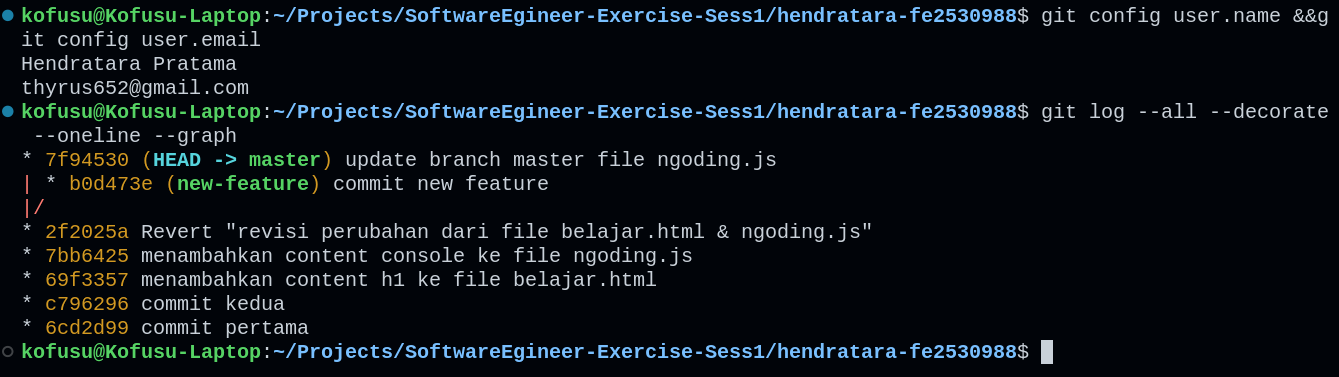 kofusu@Kofusu-Laptop:~/Projects/SoftwareEgineer-Exercise-Sess1/hendratara-fe2530988$ git config user.name &&g
it config user.email
Hendratara Pratama
thyrus652@gmail.com
kofusu@Kofusu-Laptop:~/Projects/SoftwareEgineer-Exercise-Sess1/hendratara-fe2530988$ git log --all --decorate
 --oneline --graph
* 7f94530 (HEAD -> master) update branch master file ngoding.js
| * b0d473e (new-feature) commit new feature
|/
* 2f2025a Revert "revisi perubahan dari file belajar.html & ngoding.js"
* 7bb6425 menambahkan content console ke file ngoding.js
* 69f3357 menambahkan content h1 ke file belajar.html
* c796296 commit kedua
* 6cd2d99 commit pertama
kofusu@Kofusu-Laptop:~/Projects/SoftwareEgineer-Exercise-Sess1/hendratara-fe2530988$